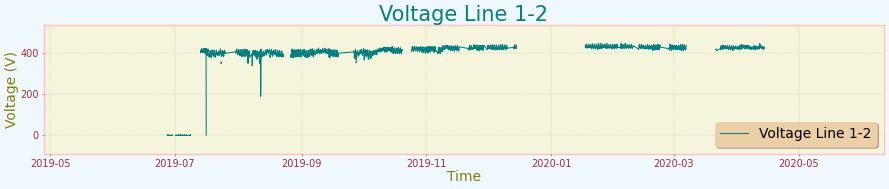 Voltage Line 1-2
Voltage (V)
400
200
0
Voltage Line 1-2
2019-05 2019-07 2019-09 2019-11 2020-01 2020-03 2020-05
Time